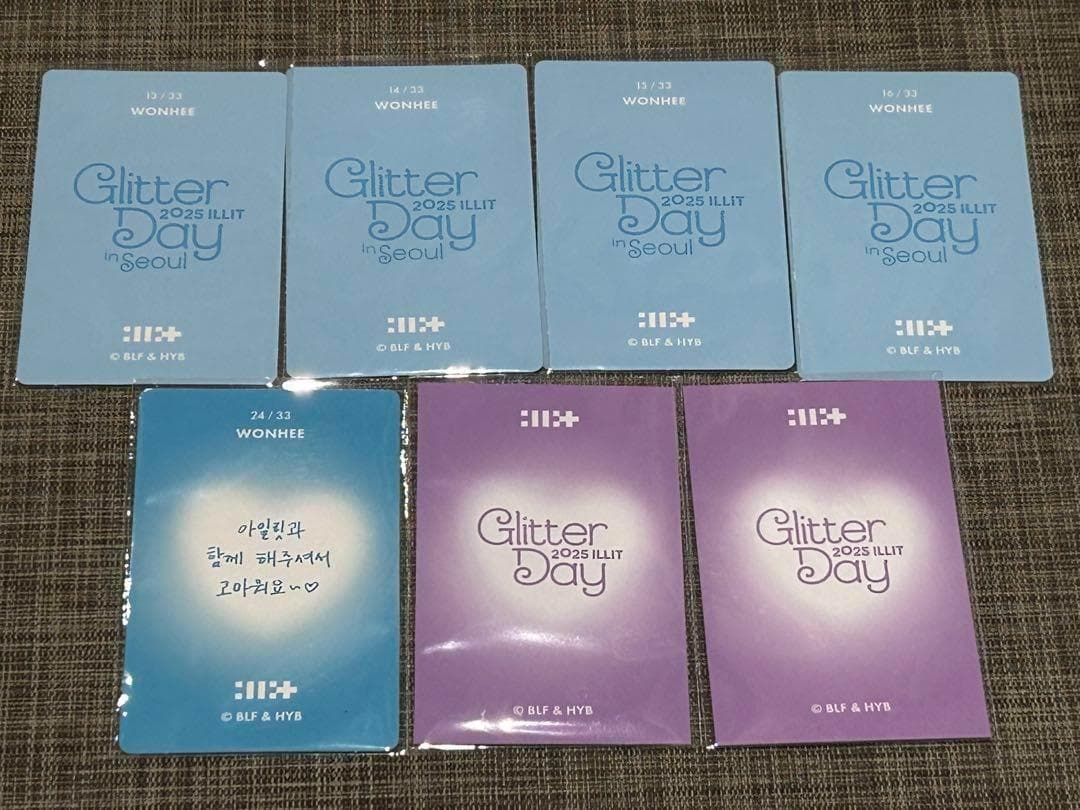 13 / 33
WONHEE
Glitter
Day
2025 ILLIT
in Seoul
© BLF & HYB
14 / 33
WONHEE
Glitter
Day
2025 ILLIT
in Seoul
© BLF & HYB
15 / 33
WONHEE
Glitter
Day
2025 ILLIT
in Seoul
© BLF & HYB
16 / 33
WONHEE
Glitter
Day
2025 ILLIT
in Seoul
© BLF & HYB
24 / 33
WONHEE
아일릿과
함께 해주셔서
고마워요~♡
© BLF & HYB
Glitter
Day
2025 ILLIT
© BLF & HYB
Glitter
Day
2025 ILLIT
© BLF & HYB